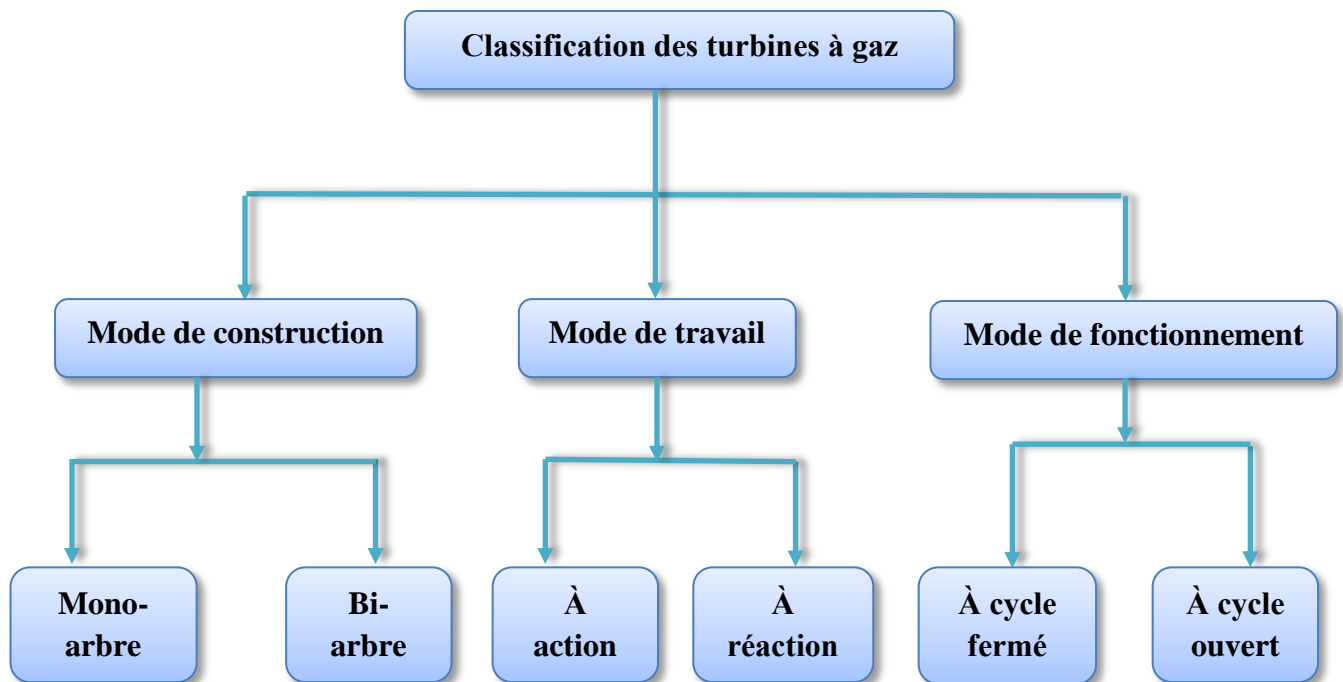 Classification des turbines à gaz
Mode de construction
Mode de travail
Mode de fonctionnement
Mono-
arbre
Bi-
arbre
À
action
À
réaction
À cycle
fermé
À cycle
ouvert